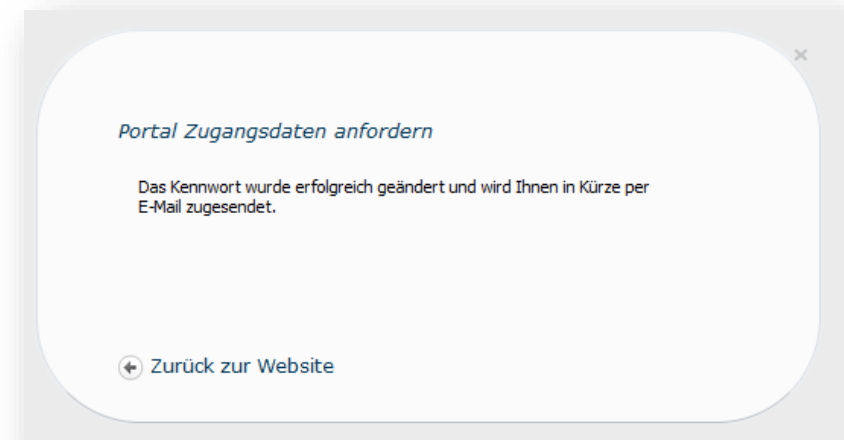 Portal Zugangsdaten anfordern
Das Kennwort wurde erfolgreich geändert und wird Ihnen in Kürze per
E-Mail zugesendet.
Zurück zur Website